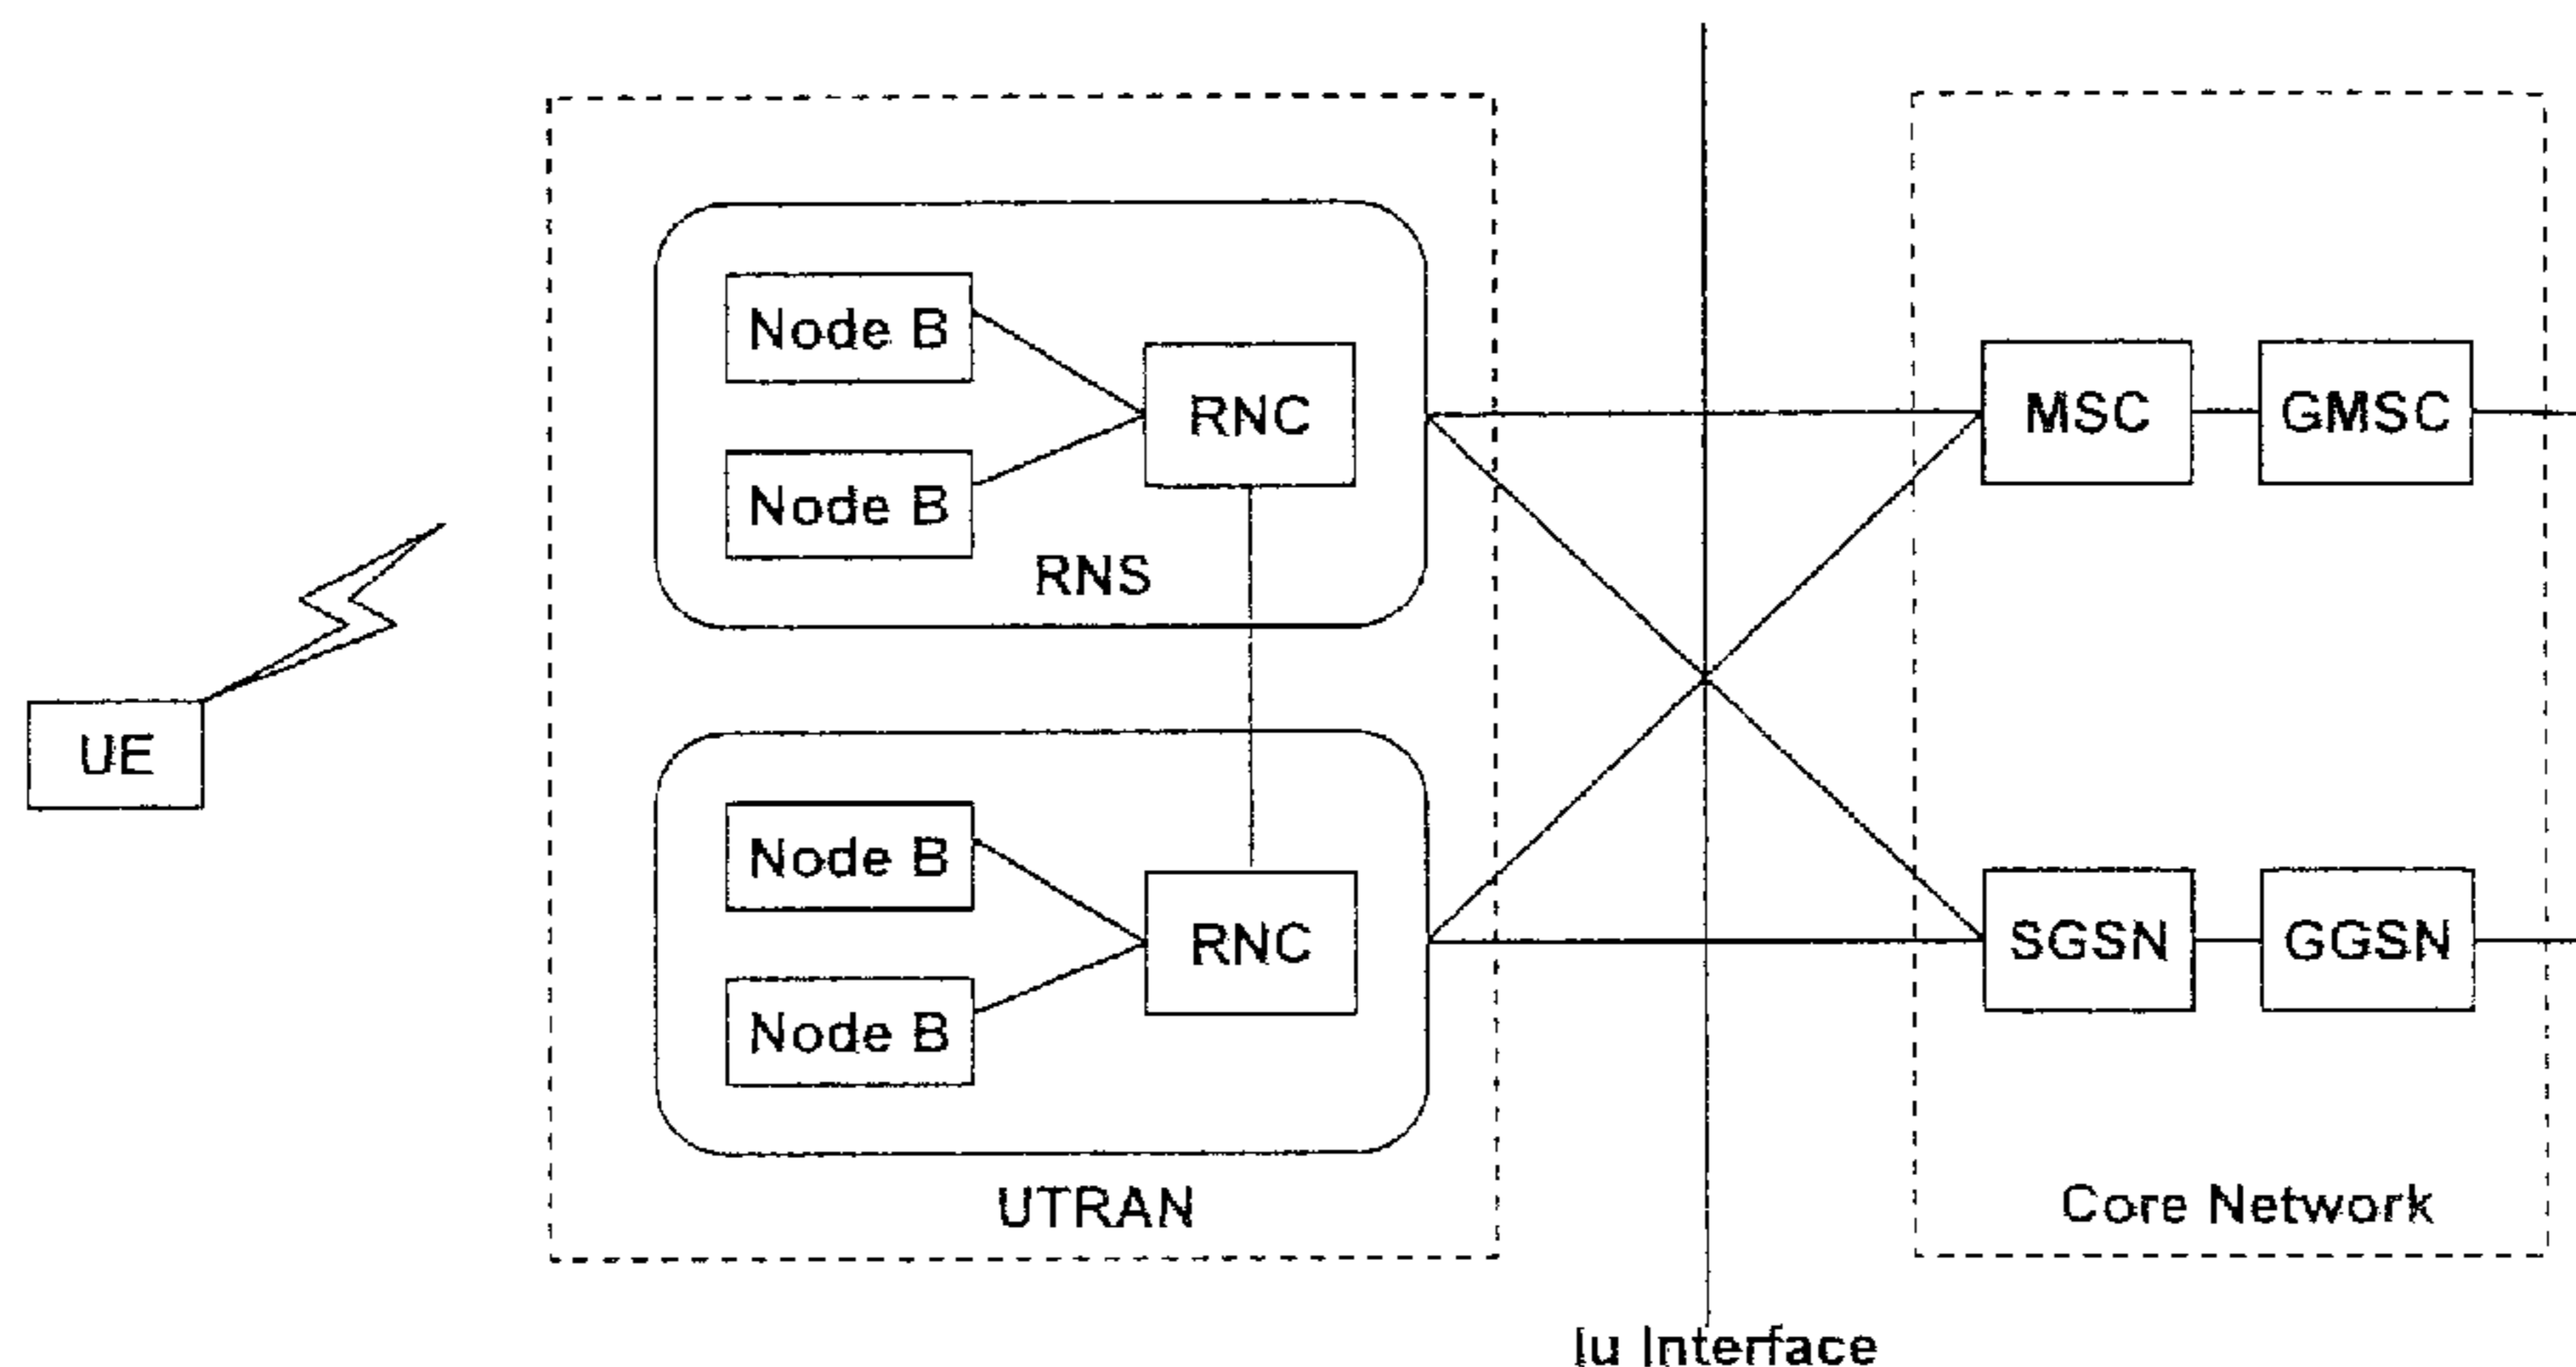 Node B
Node B
RNC
RNS
MSC
GMSC
UE
Node B
Node B
RNC
SGSN
GGSN
UTRAN
Core Network
Iu Interface